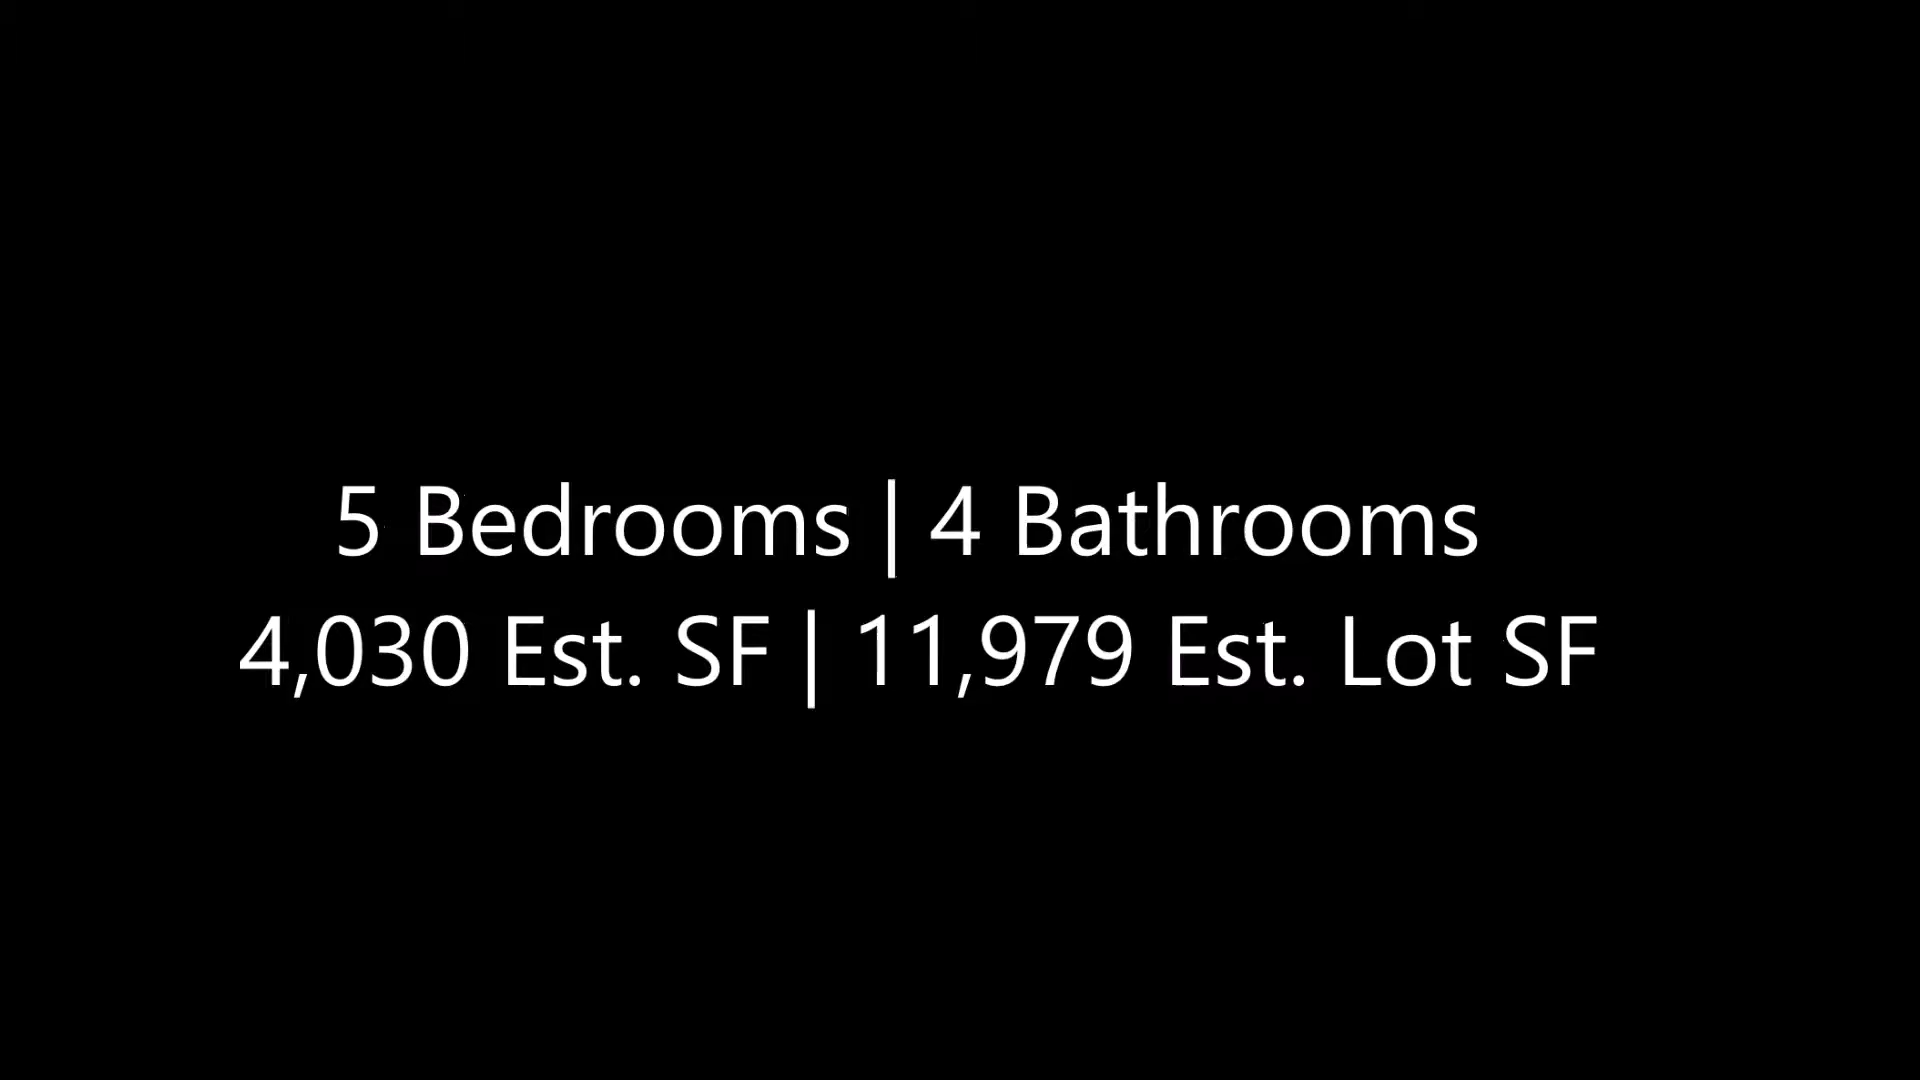 5 Bedrooms | 4 Bathrooms
4,030 Est. SF | 11,979 Est. Lot SF